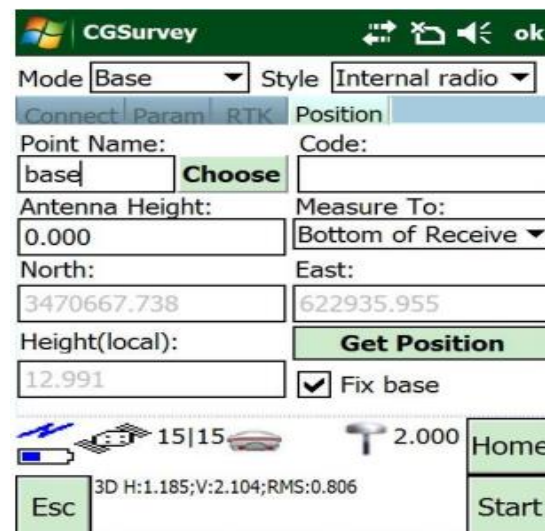 CGSurvey ok
Mode Base Style Internal radio
Connect Param RTK Position
Point Name: Code:
base Choose
Antenna Height: Measure To:
0.000 Bottom of Receive
North: East:
3470667.738 622935.955
Height(local): Get Position
12.991 Fix base
15|15 2.000 Home
Esc 3D H:1.185;V:2.104;RMS:0.806 Start